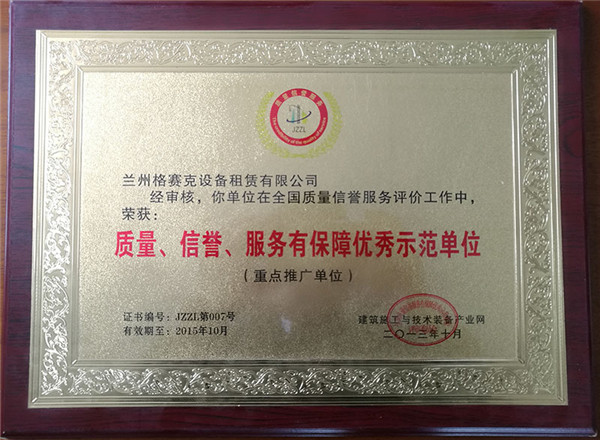 JZZL
兰州格赛克设备租赁有限公司
经审核，你单位在全国质量信誉服务评价工作中，
荣获：
质量、信誉、服务有保障优秀示范单位
（重点推广单位）
证书编号：JZZL第007号
有效期至：2015年10月
建筑施工与技术装备产业网
二〇一三年十月